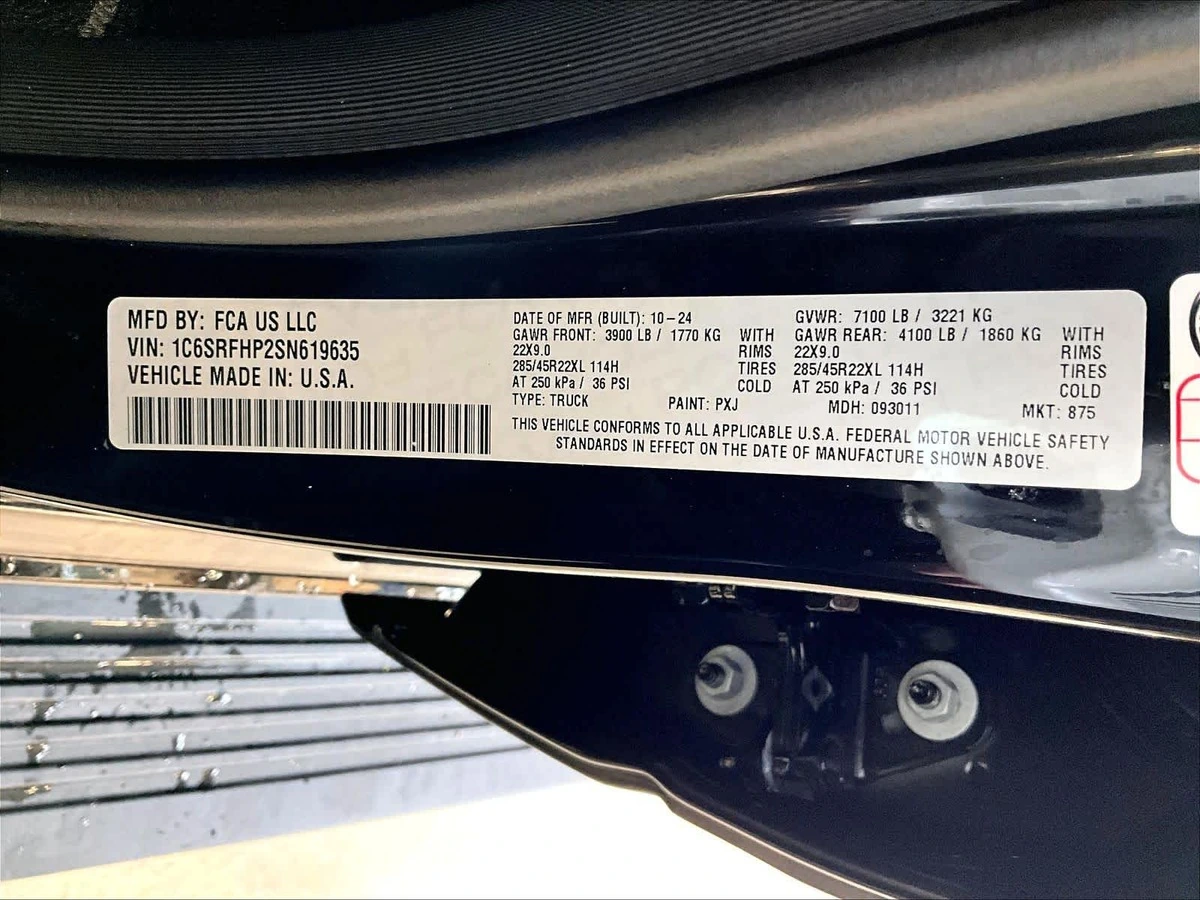 MFD BY: FCA US LLC
VIN: 1C6SRFHP2SN619635
VEHICLE MADE IN: U.S.A.
DATE OF MFR (BUILT): 10-24
GVWR: 7100 LB / 3221 KG
GAWR FRONT: 3900 LB / 1770 KG WITH
22X9.0 RIMS
285/45R22XL 114H TIRES
AT 250 kPa / 36 PSI COLD
GAWR REAR: 4100 LB / 1860 KG WITH
22X9.0 RIMS
285/45R22XL 114H TIRES
AT 250 kPa / 36 PSI COLD
TYPE: TRUCK PAINT: PXJ MDH: 093011 MKT: 875
THIS VEHICLE CONFORMS TO ALL APPLICABLE U.S.A. FEDERAL MOTOR VEHICLE SAFETY
STANDARDS IN EFFECT ON THE DATE OF MANUFACTURE SHOWN ABOVE.